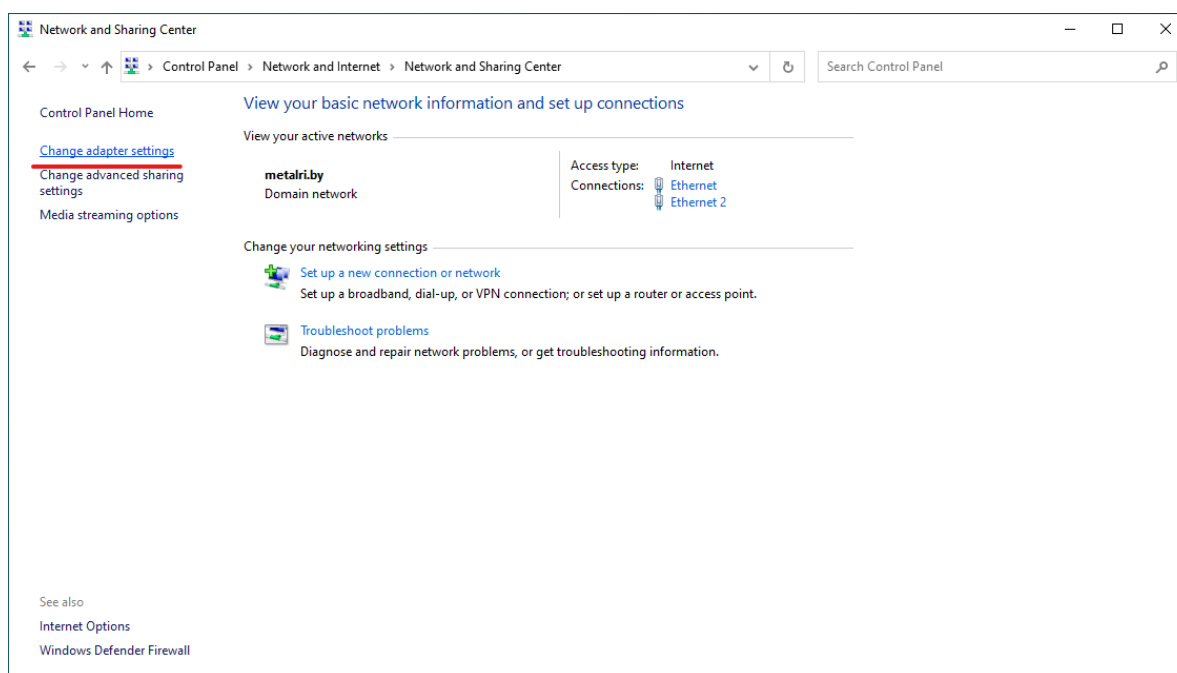 Network and Sharing Center
Control Panel > Network and Internet > Network and Sharing Center
Search Control Panel
Control Panel Home
Change adapter settings
Change advanced sharing
settings
Media streaming options
View your basic network information and set up connections
View your active networks
metalri.by
Domain network
Access type: Internet
Connections: Ethernet
Ethernet 2
Change your networking settings
Set up a new connection or network
Set up a broadband, dial-up, or VPN connection; or set up a router or access point.
Troubleshoot problems
Diagnose and repair network problems, or get troubleshooting information.
See also
Internet Options
Windows Defender Firewall